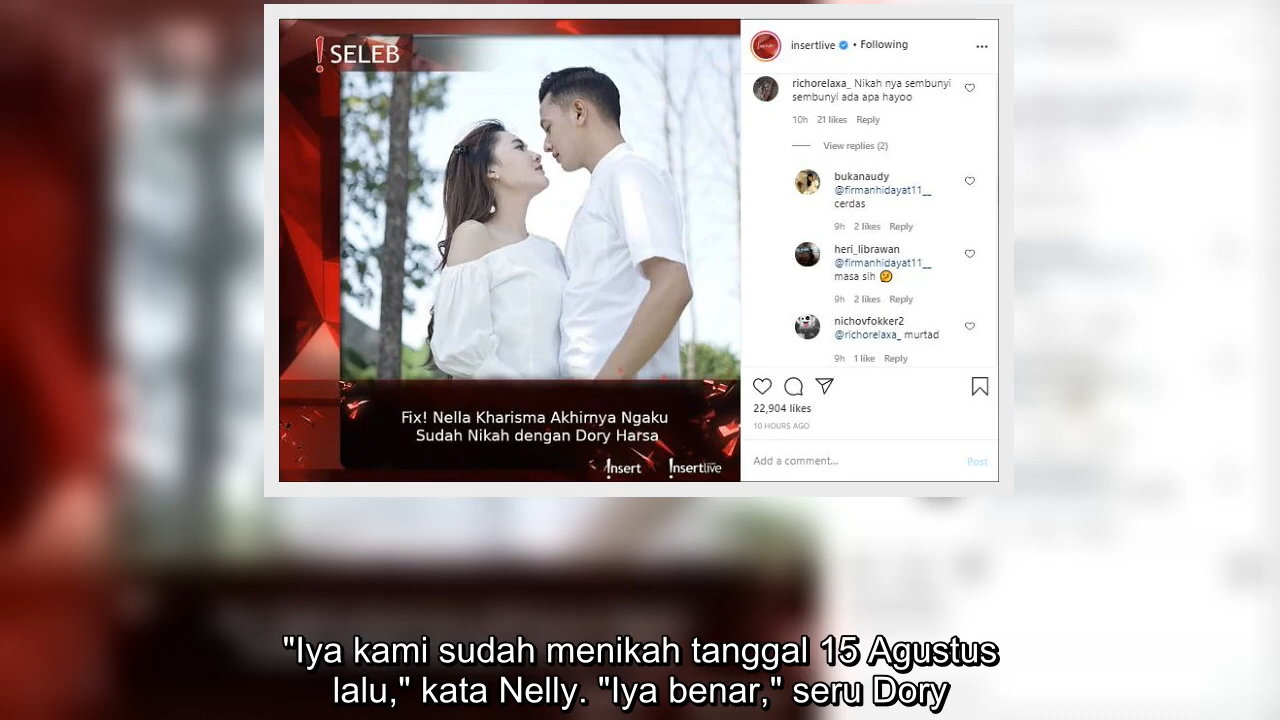 !SELEB
Fix! Nella Kharisma Akhirnya Ngaku
Sudah Nikah dengan Dory Harsa
!nsert
!nsertlive
insertlive • Following
richorelaxa_ Nikah nya sembunyi
sembunyi ada apa hayoo
10h 21 likes Reply
View replies (2)
bukanaudy
@firmanhidayat11__
cerdas
9h 2 likes Reply
heri_librawan
@firmanhidayat11__
masa sih 🤔
9h 2 likes Reply
nichovfokker2
@richorelaxa_ murtad
9h 1 like Reply
22,904 likes
10 HOURS AGO
Add a comment...
Post
"Iya kami sudah menikah tanggal 15 Agustus
lalu," kata Nelly. "Iya benar," seru Dory